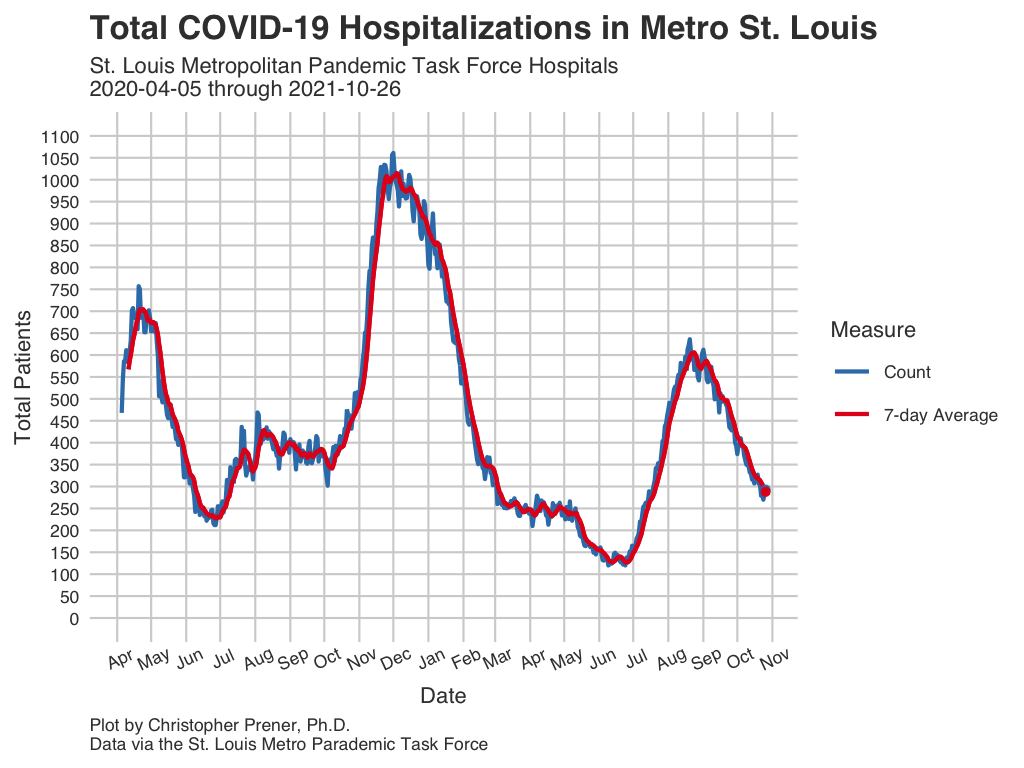 Total COVID-19 Hospitalizations in Metro St. Louis
St. Louis Metropolitan Pandemic Task Force Hospitals
2020-04-05 through 2021-10-26
Total Patients
1100
1050
1000
950
900
850
800
750
700
650
600
550
500
450
400
350
300
250
200
150
100
50
0
Apr May Jun Jul Aug Sep Oct Nov Dec Jan Feb Mar Apr May Jun Jul Aug Sep Oct Nov
Date
Measure
Count
7-day Average
Plot by Christopher Prener, Ph.D.
Data via the St. Louis Metro Parademic Task Force